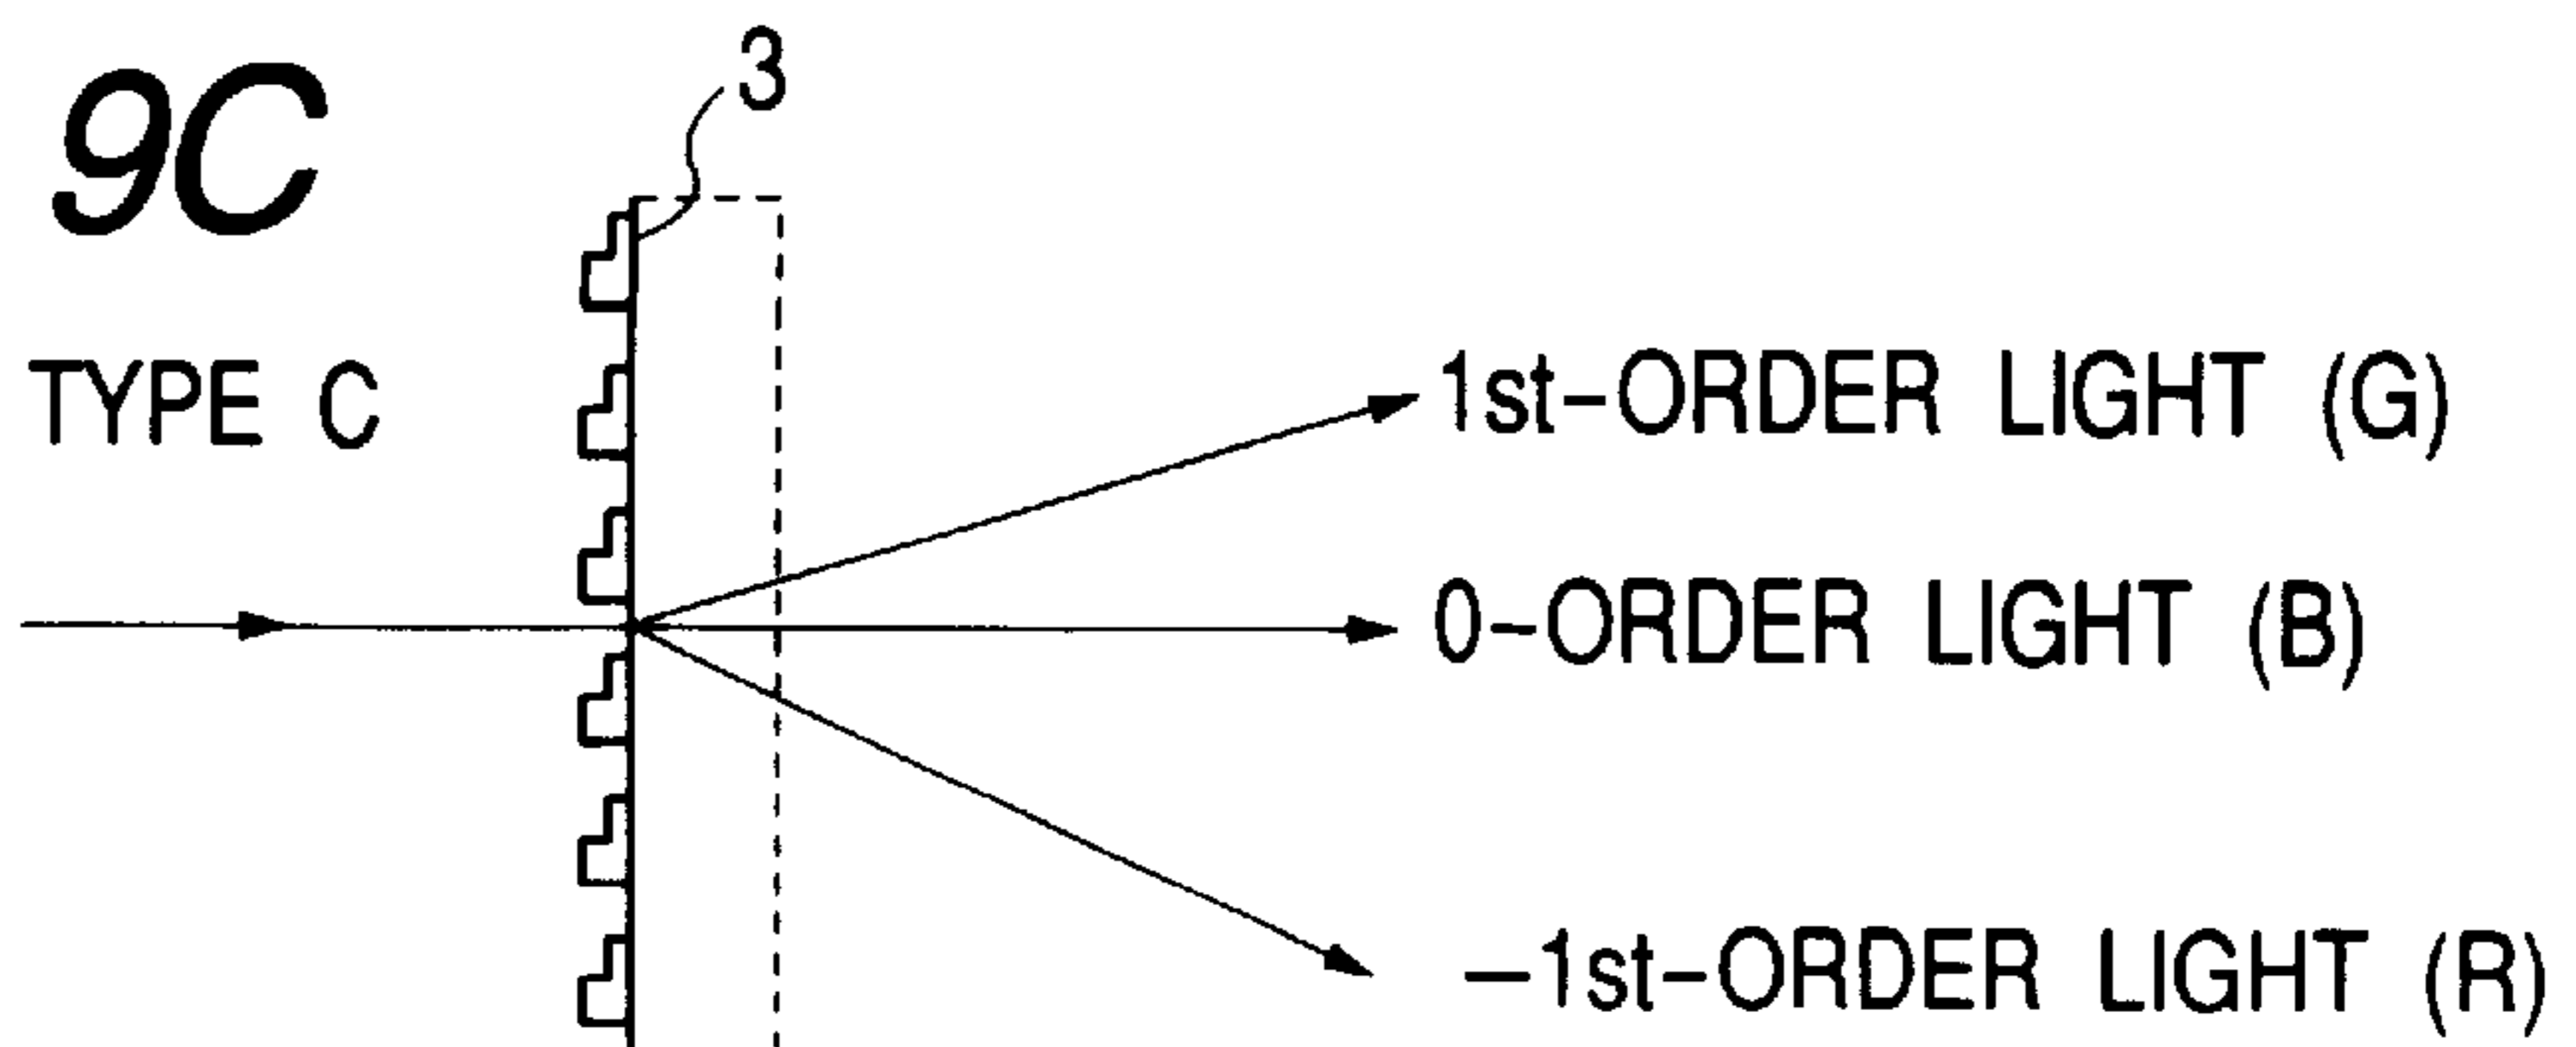 9C
3
TYPE C
1st-ORDER LIGHT (G)
0-ORDER LIGHT (B)
-1st-ORDER LIGHT (R)